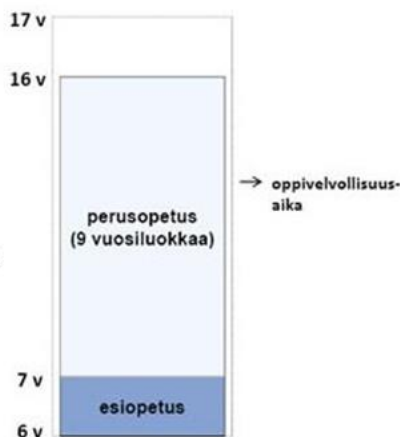 17 v
16 v
oppivelvollisuus-
aika
perusopetus
(9 vuosiluokkaa)
7 v
esiopetus
6 v